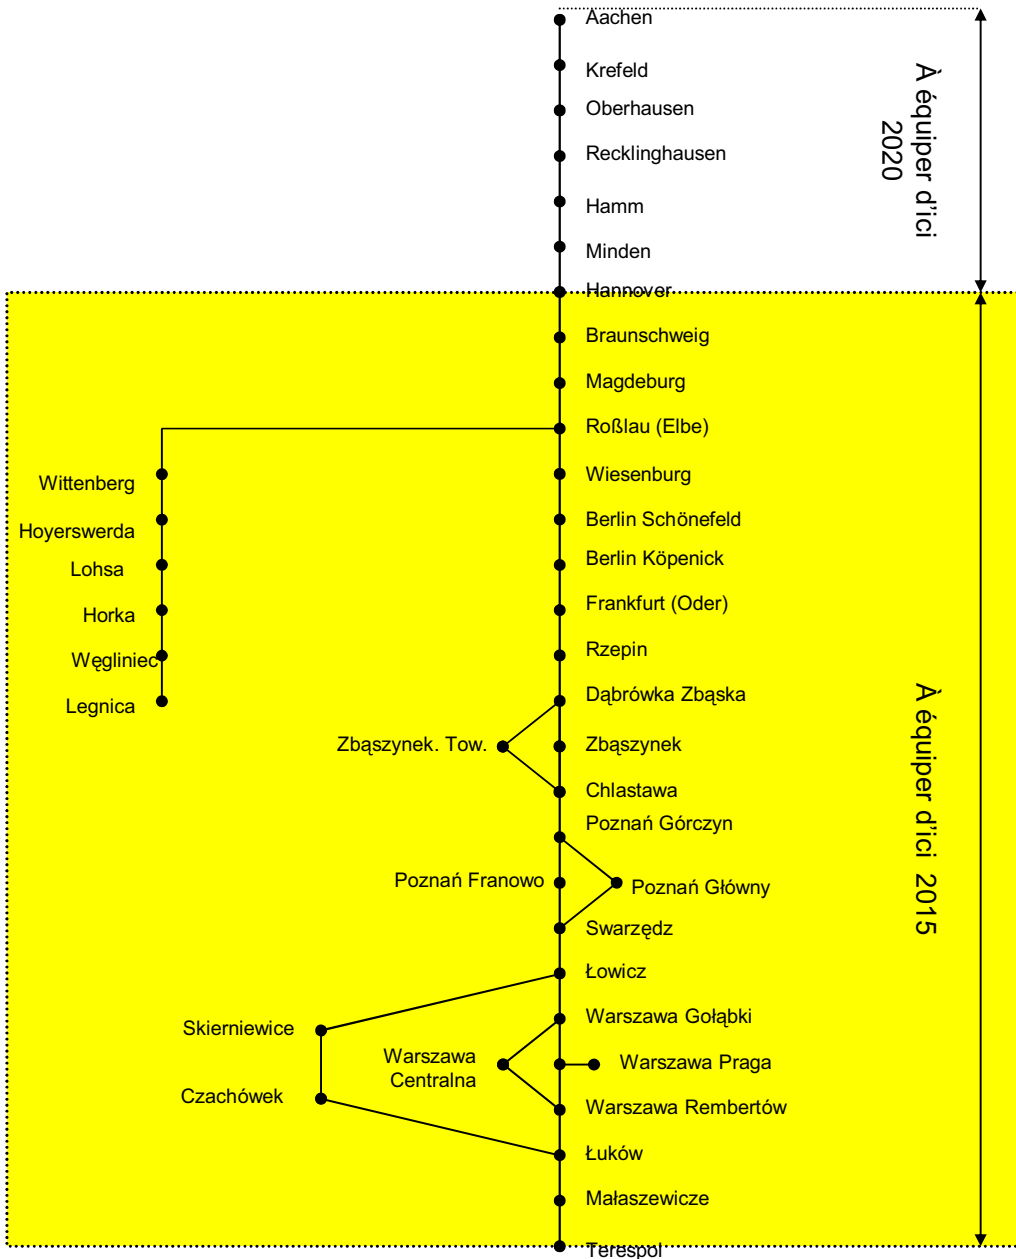 Aachen
Krefeld
Oberhausen
Recklinghausen
Hamm
Minden
Hannover
À équiper d'ici
2020
Braunschweig
Magdeburg
Roßlau (Elbe)
Wittenberg
Wiesenburg
Hoyerswerda
Berlin Schönefeld
Lohsa
Berlin Köpenick
Horka
Frankfurt (Oder)
Węgliniec
Rzepin
Legnica
Dąbrówka Zbąska
Zbąszynek. Tow.
Zbąszynek
Chlastawa
Poznań Górczyn
Poznań Franowo
Poznań Główny
Swarzędz
À équiper d'ici 2015
Łowicz
Skierniewice
Warszawa Gołąbki
Warszawa
Centralna
Warszawa Praga
Czachówek
Warszawa Rembertów
Łuków
Małaszewicze
Terespol